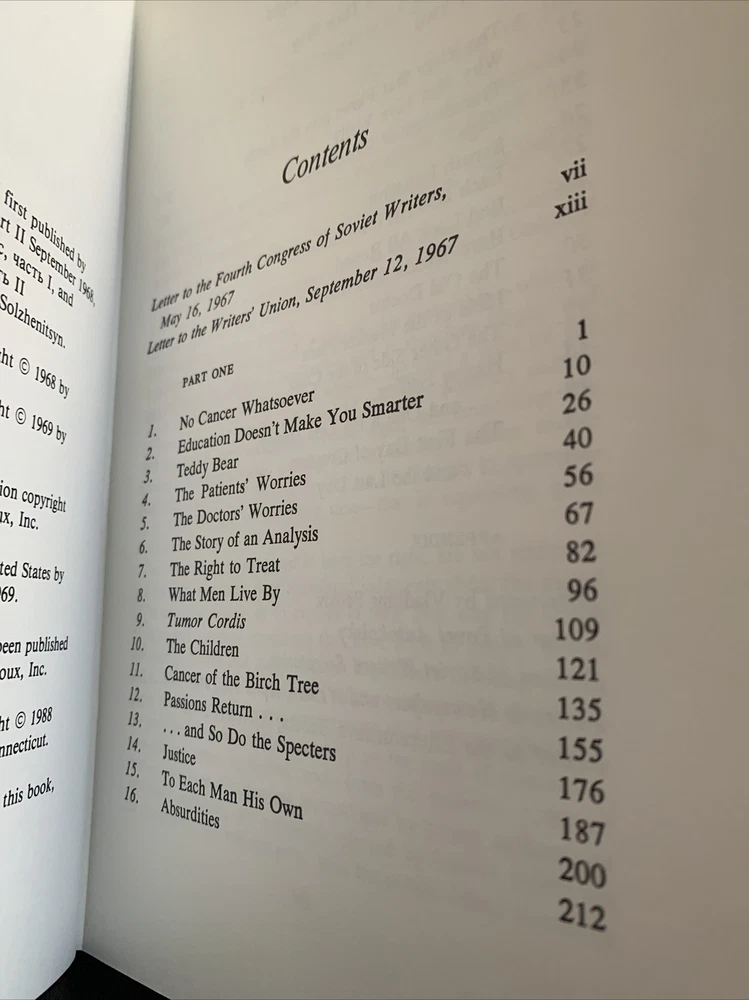 first published by
rt II September 1968,
c, часть I, and
ть II
Solzhenitsyn.
ht © 1968 by
ht © 1969 by
ion copyright
ux, Inc.
ted States by
69.
een published
oux, Inc.
ht © 1988
nnecticut.
this book,
Contents
Letter to the Fourth Congress of Soviet Writers,
May 16, 1967 vii
Letter to the Writers' Union, September 12, 1967 xiii
PART ONE
1. No Cancer Whatsoever 1
2. Education Doesn't Make You Smarter 10
3. Teddy Bear 26
4. The Patients' Worries 40
5. The Doctors' Worries 56
6. The Story of an Analysis 67
7. The Right to Treat 82
8. What Men Live By 96
9. Tumor Cordis 109
10. The Children 121
11. Cancer of the Birch Tree 135
12. Passions Return . . . 155
13. . . . and So Do the Specters 176
14. Justice 187
15. To Each Man His Own 200
16. Absurdities 212